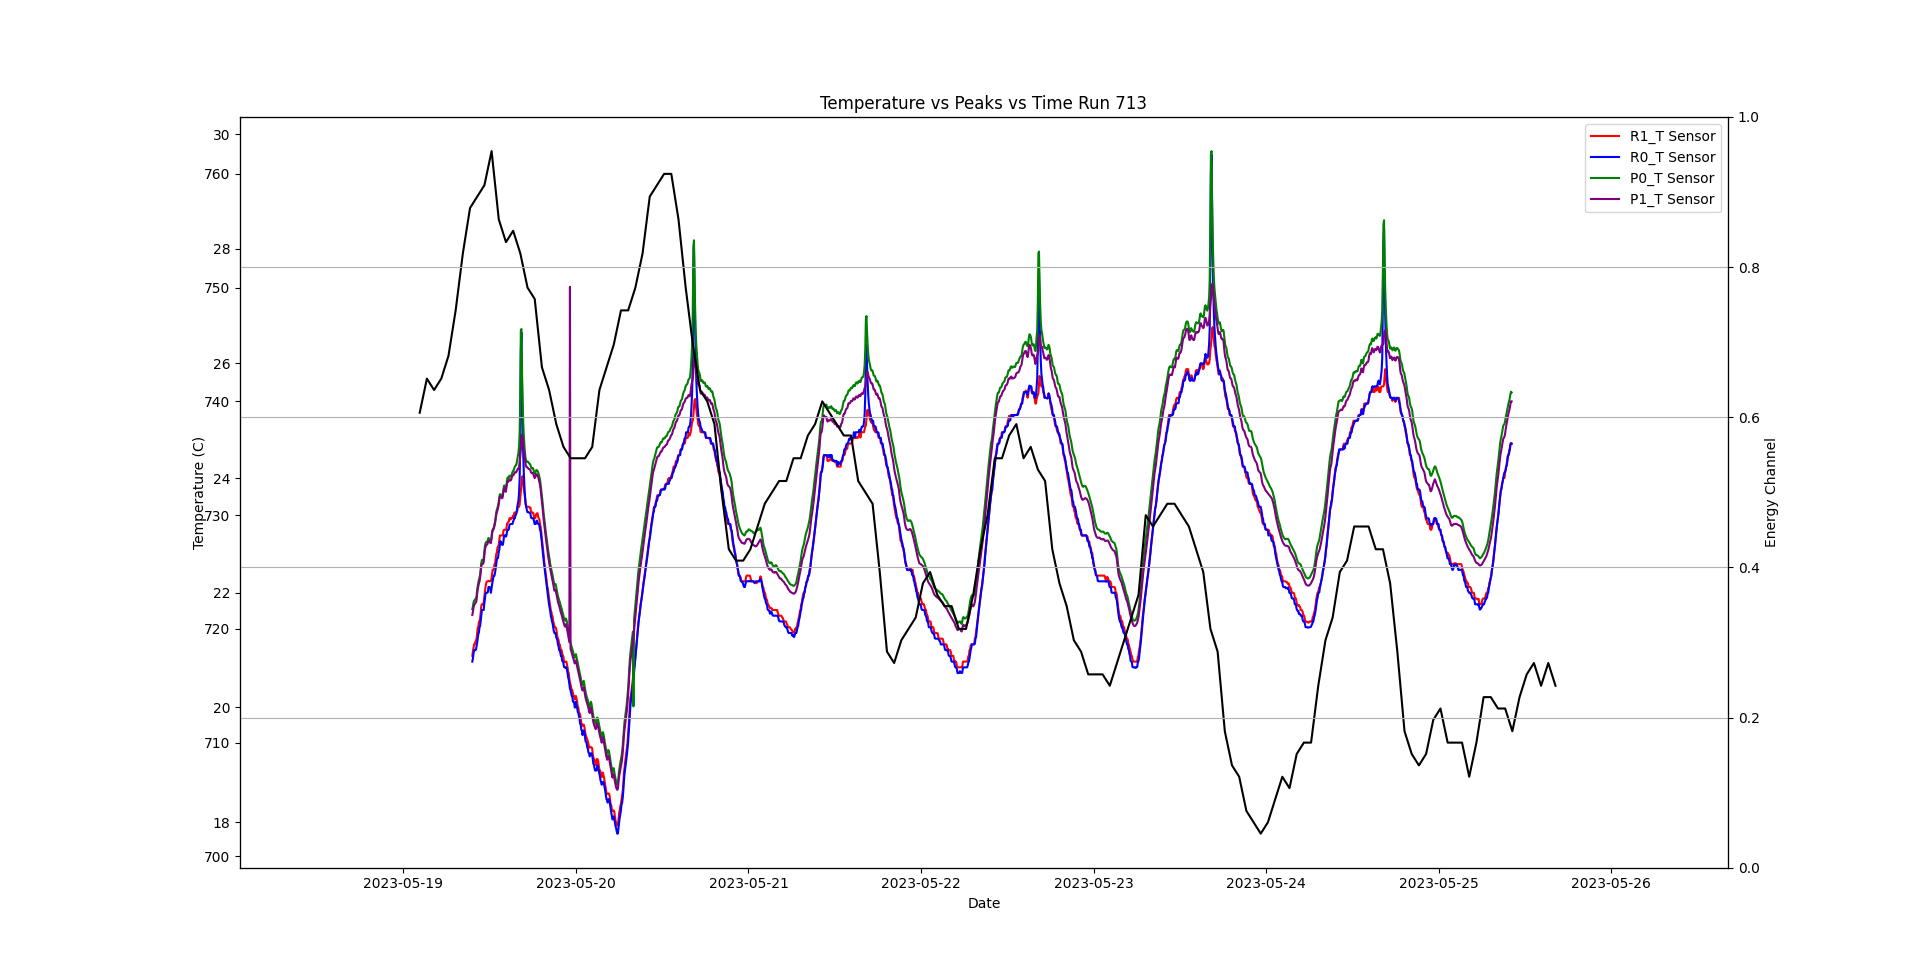 Temperature vs Peaks vs Time Run 713
30
760
28
750
26
740
24
730
22
720
20
710
18
700
Temperature (C)
1.0
0.8
0.6
0.4
0.2
0.0
Energy Channel
R1_T Sensor
R0_T Sensor
P0_T Sensor
P1_T Sensor
2023-05-19 2023-05-20 2023-05-21 2023-05-22 2023-05-23 2023-05-24 2023-05-25 2023-05-26
Date